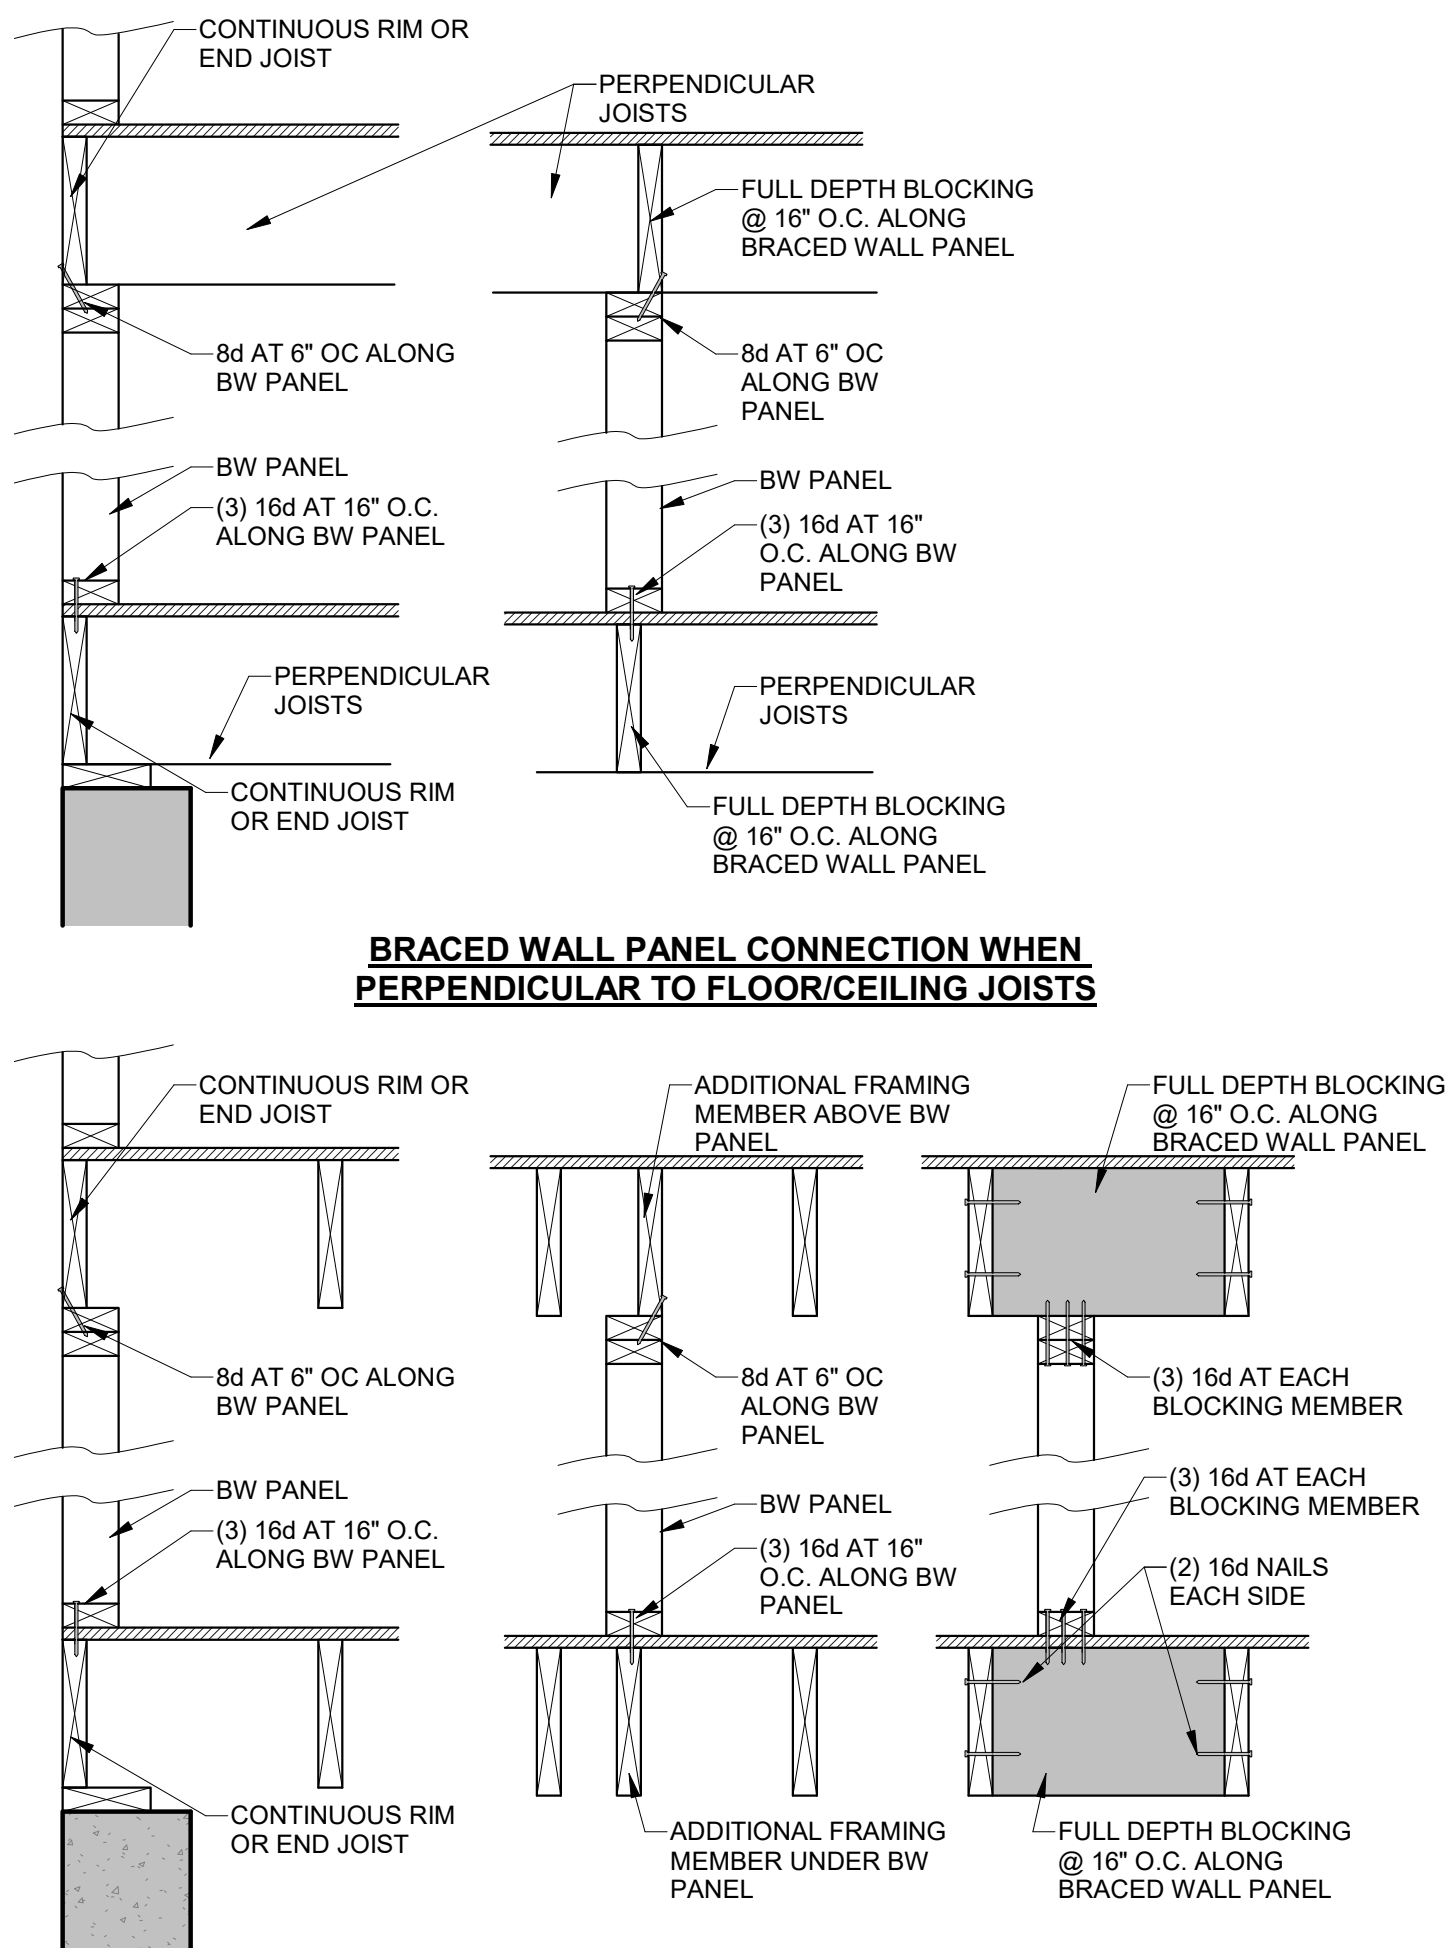 CONTINUOUS RIM OR
END JOIST
PERPENDICULAR
JOISTS
FULL DEPTH BLOCKING
@ 16" O.C. ALONG
BRACED WALL PANEL
8d AT 6" OC ALONG
BW PANEL
8d AT 6" OC
ALONG BW
PANEL
BW PANEL
(3) 16d AT 16" O.C.
ALONG BW PANEL
BW PANEL
(3) 16d AT 16"
O.C. ALONG BW
PANEL
PERPENDICULAR
JOISTS
PERPENDICULAR
JOISTS
CONTINUOUS RIM
OR END JOIST
FULL DEPTH BLOCKING
@ 16" O.C. ALONG
BRACED WALL PANEL
BRACED WALL PANEL CONNECTION WHEN
PERPENDICULAR TO FLOOR/CEILING JOISTS
CONTINUOUS RIM OR
END JOIST
ADDITIONAL FRAMING
MEMBER ABOVE BW
PANEL
FULL DEPTH BLOCKING
@ 16" O.C. ALONG
BRACED WALL PANEL
8d AT 6" OC ALONG
BW PANEL
8d AT 6" OC
ALONG BW
PANEL
(3) 16d AT EACH
BLOCKING MEMBER
BW PANEL
(3) 16d AT 16" O.C.
ALONG BW PANEL
BW PANEL
(3) 16d AT 16"
O.C. ALONG BW
PANEL
(3) 16d AT EACH
BLOCKING MEMBER
(2) 16d NAILS
EACH SIDE
CONTINUOUS RIM
OR END JOIST
ADDITIONAL FRAMING
MEMBER UNDER BW
PANEL
FULL DEPTH BLOCKING
@ 16" O.C. ALONG
BRACED WALL PANEL